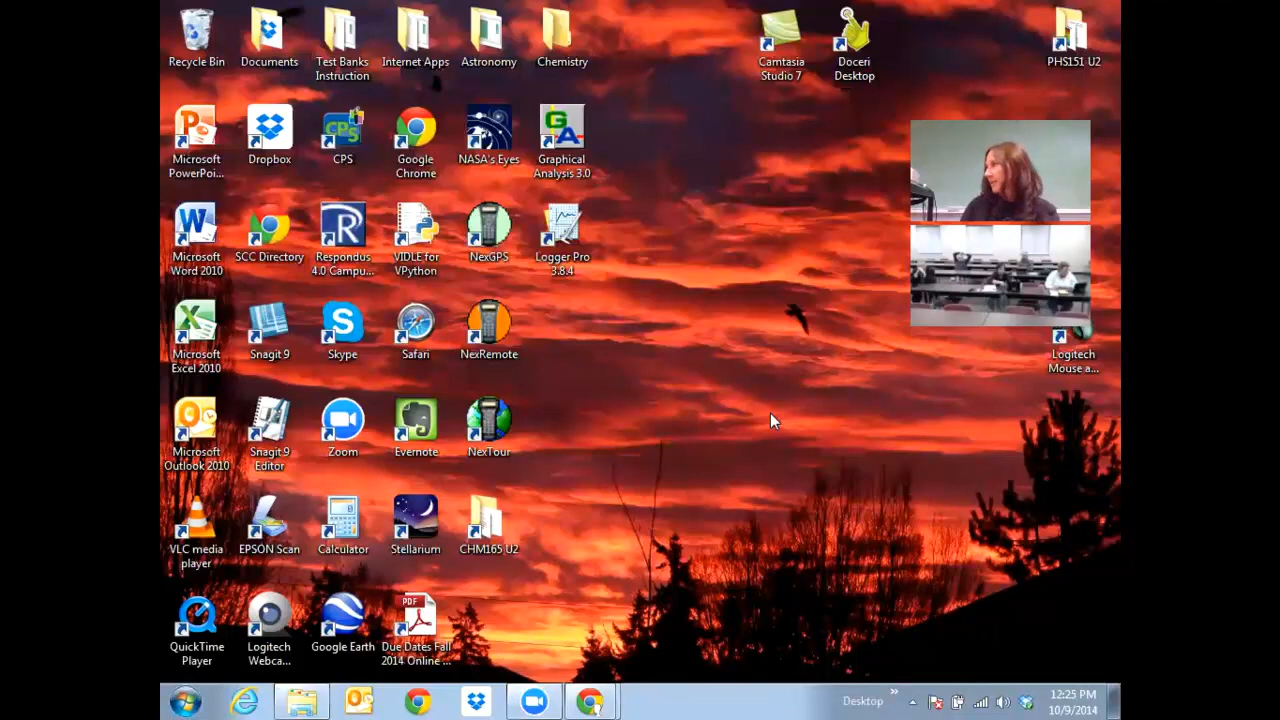 Recycle Bin
Documents
Test Banks
Instruction
Internet Apps
Astronomy
Chemistry
Camtasia
Studio 7
Doceri
Desktop
PHS151 U2
Microsoft
PowerPoi...
Dropbox
CPS
CPS
Google
Chrome
NASA's Eyes
GA
Graphical
Analysis 3.0
Microsoft
Word 2010
SCC Directory
R
Respondus
4.0 Campu...
VIDLE for
VPython
NexGPS
Logger Pro
3.8.4
Microsoft
Excel 2010
Snagit 9
Skype
Safari
NexRemote
Logitech
Mouse a...
Microsoft
Outlook 2010
Snagit 9
Editor
Zoom
Evernote
NexTour
VLC media
player
EPSON Scan
Calculator
Stellarium
CHM165 U2
QuickTime
Player
Logitech
Webca...
Google Earth
PDF
Due Dates Fall
2014 Online ...
Desktop
12:25 PM
10/9/2014